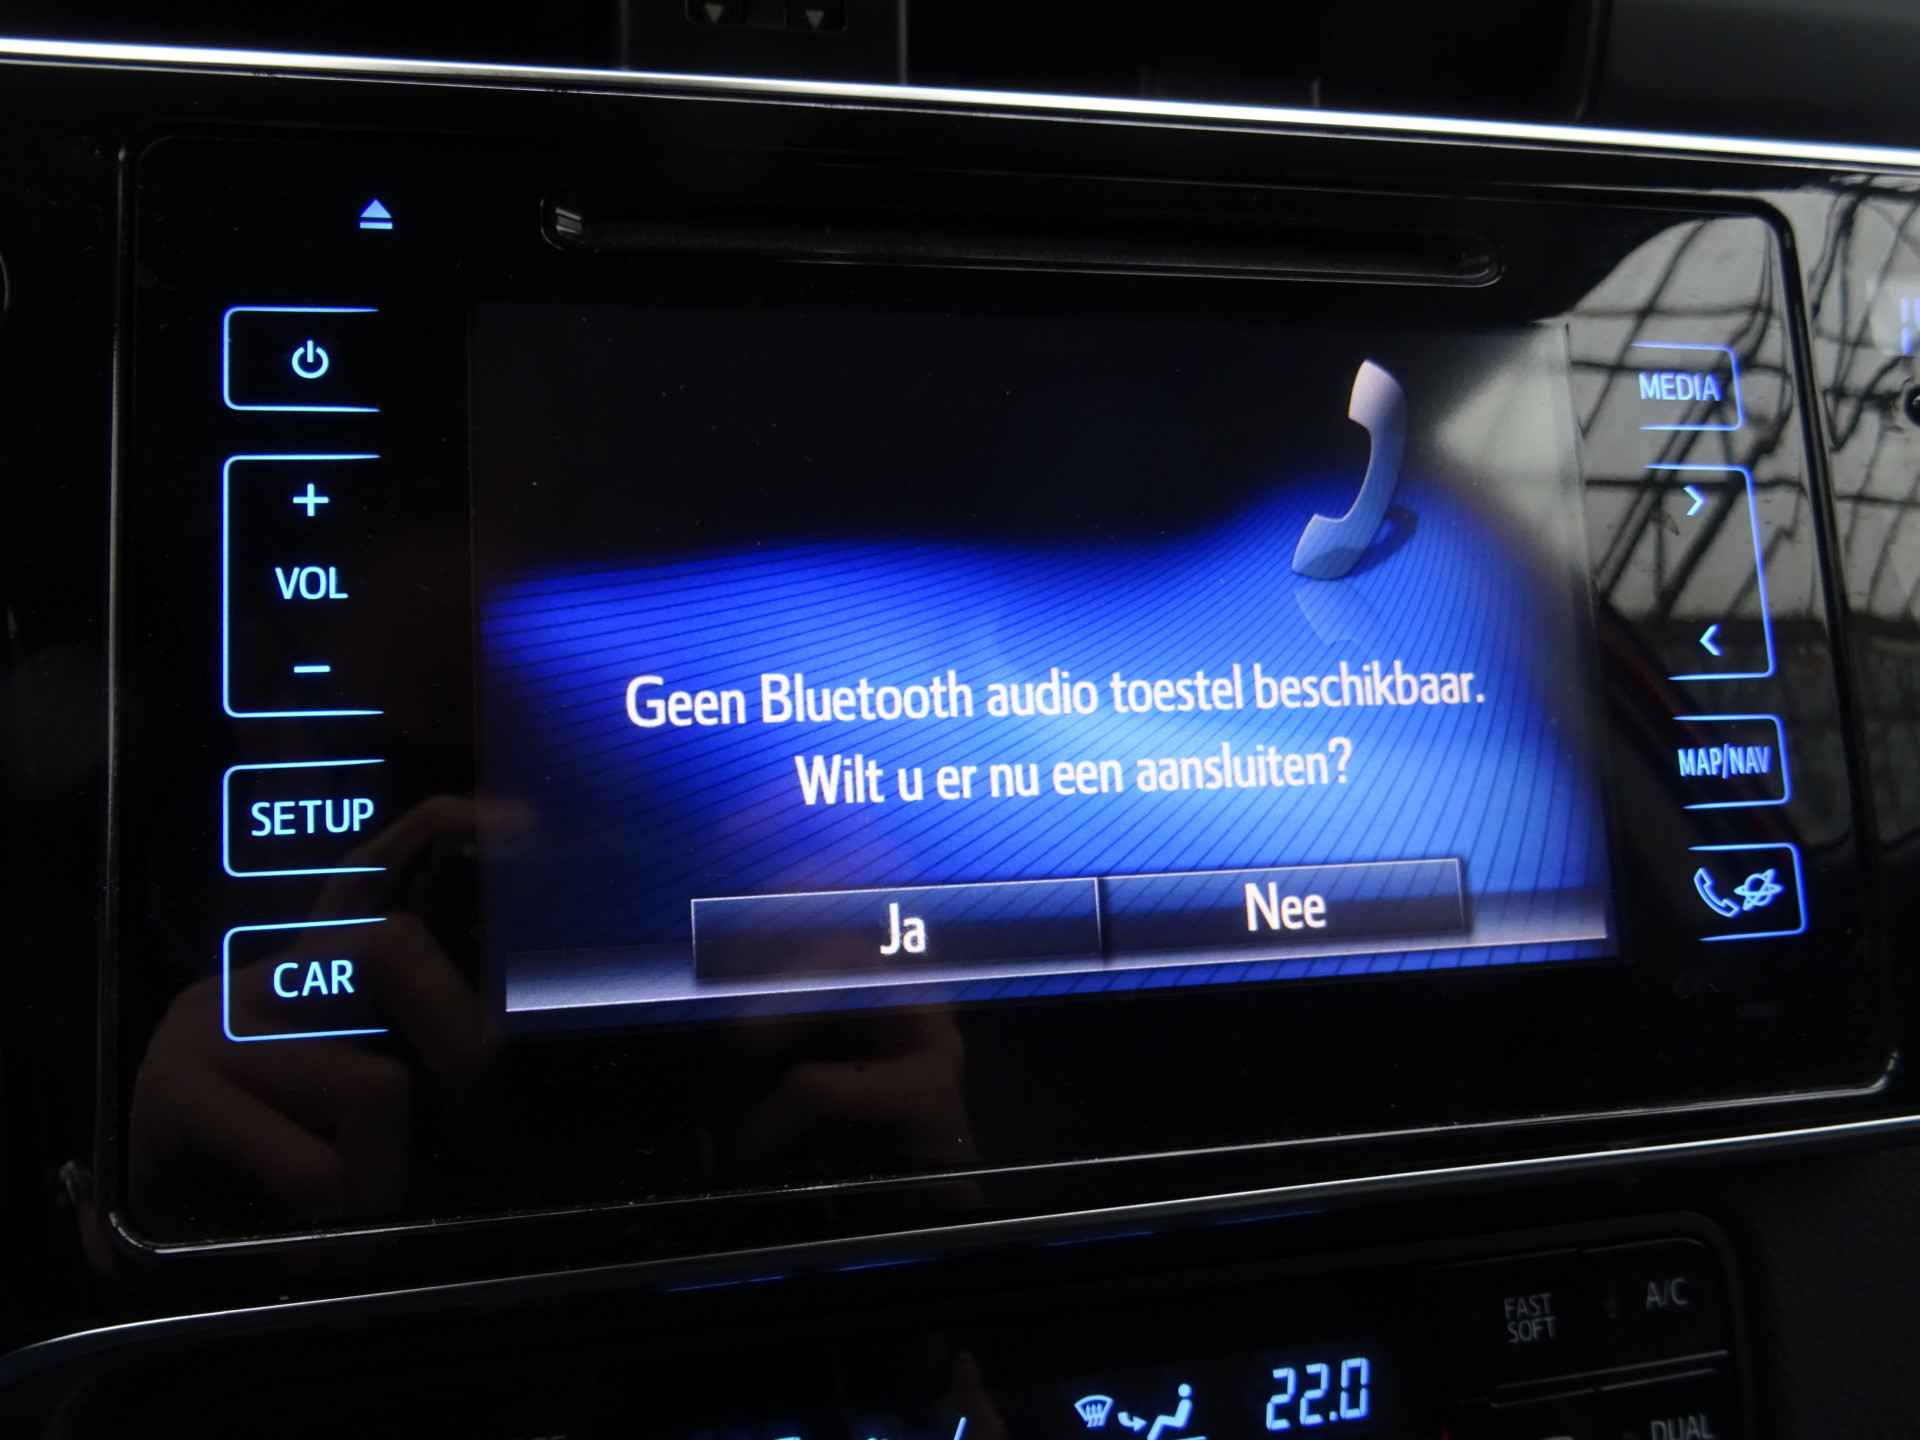 MEDIA
VOL
Geen Bluetooth audio toestel beschikbaar.
Wilt u er nu een aansluiten?
MAP/NAV
SETUP
Ja
Nee
CAR
FAST
SOFT
A/C
22.0
DUAL